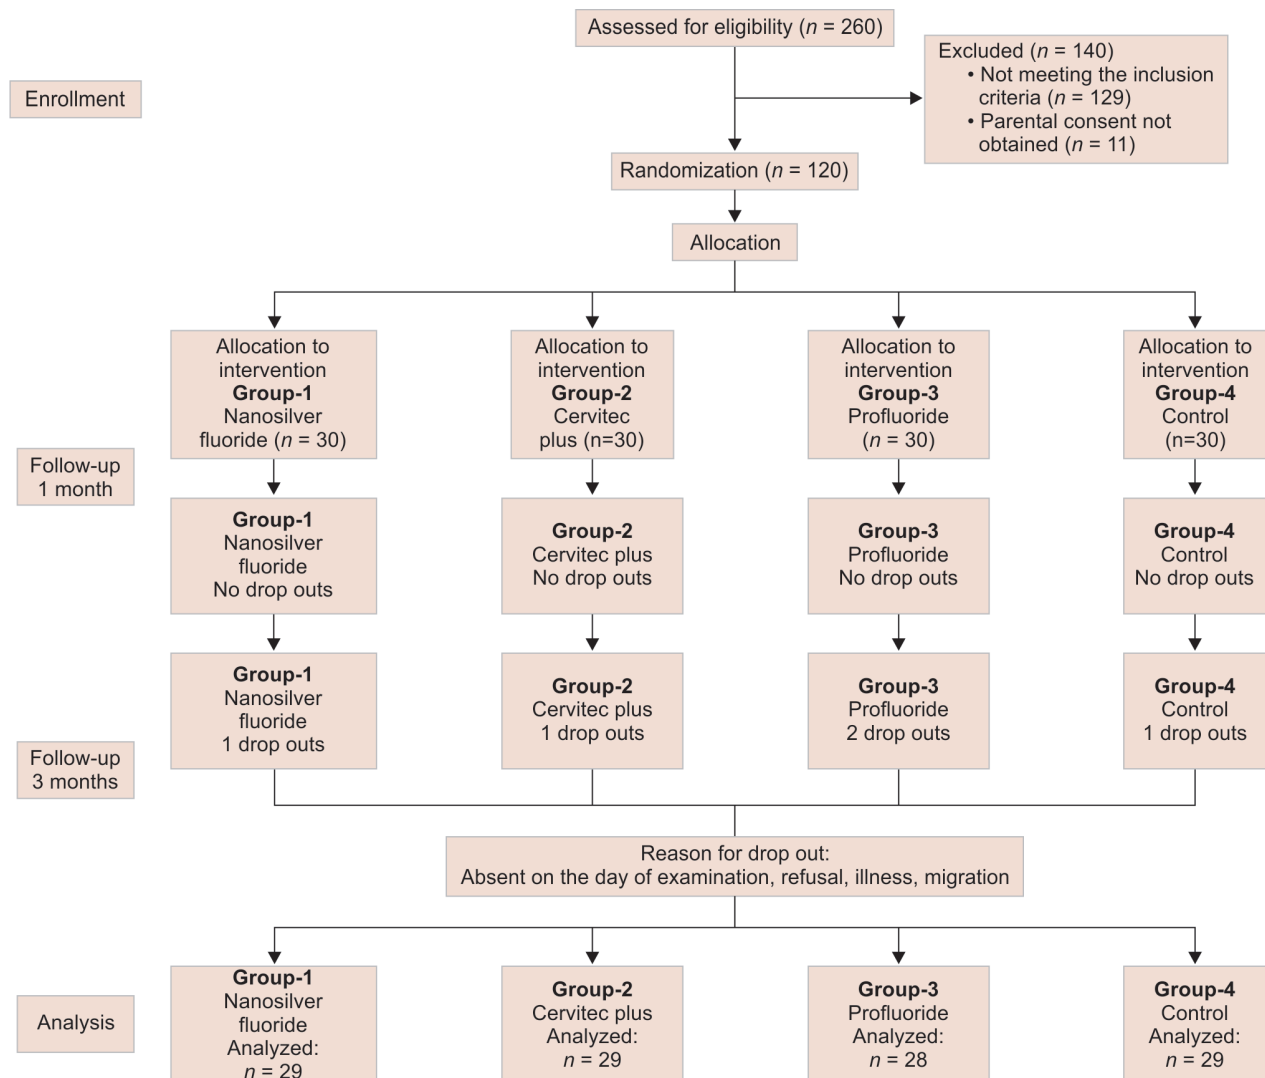 Assessed for eligibility (n = 260)
Enrollment
Excluded (n = 140)
• Not meeting the inclusion
criteria (n = 129)
• Parental consent not
obtained (n = 11)
Randomization (n = 120)
Allocation
Allocation to
intervention
Group-1
Nanosilver
fluoride (n = 30)
Allocation to
intervention
Group-2
Cervitec
plus (n=30)
Allocation to
intervention
Group-3
Profluoride
(n = 30)
Allocation to
intervention
Group-4
Control
(n=30)
Follow-up
1 month
Group-1
Nanosilver
fluoride
No drop outs
Group-2
Cervitec plus
No drop outs
Group-3
Profluoride
No drop outs
Group-4
Control
No drop outs
Follow-up
3 months
Group-1
Nanosilver
fluoride
1 drop outs
Group-2
Cervitec plus
1 drop outs
Group-3
Profluoride
2 drop outs
Group-4
Control
1 drop outs
Reason for drop out:
Absent on the day of examination, refusal, illness, migration
Analysis
Group-1
Nanosilver
fluoride
Analyzed:
n = 29
Group-2
Cervitec plus
Analyzed:
n = 29
Group-3
Profluoride
Analyzed:
n = 28
Group-4
Control
Analyzed:
n = 29